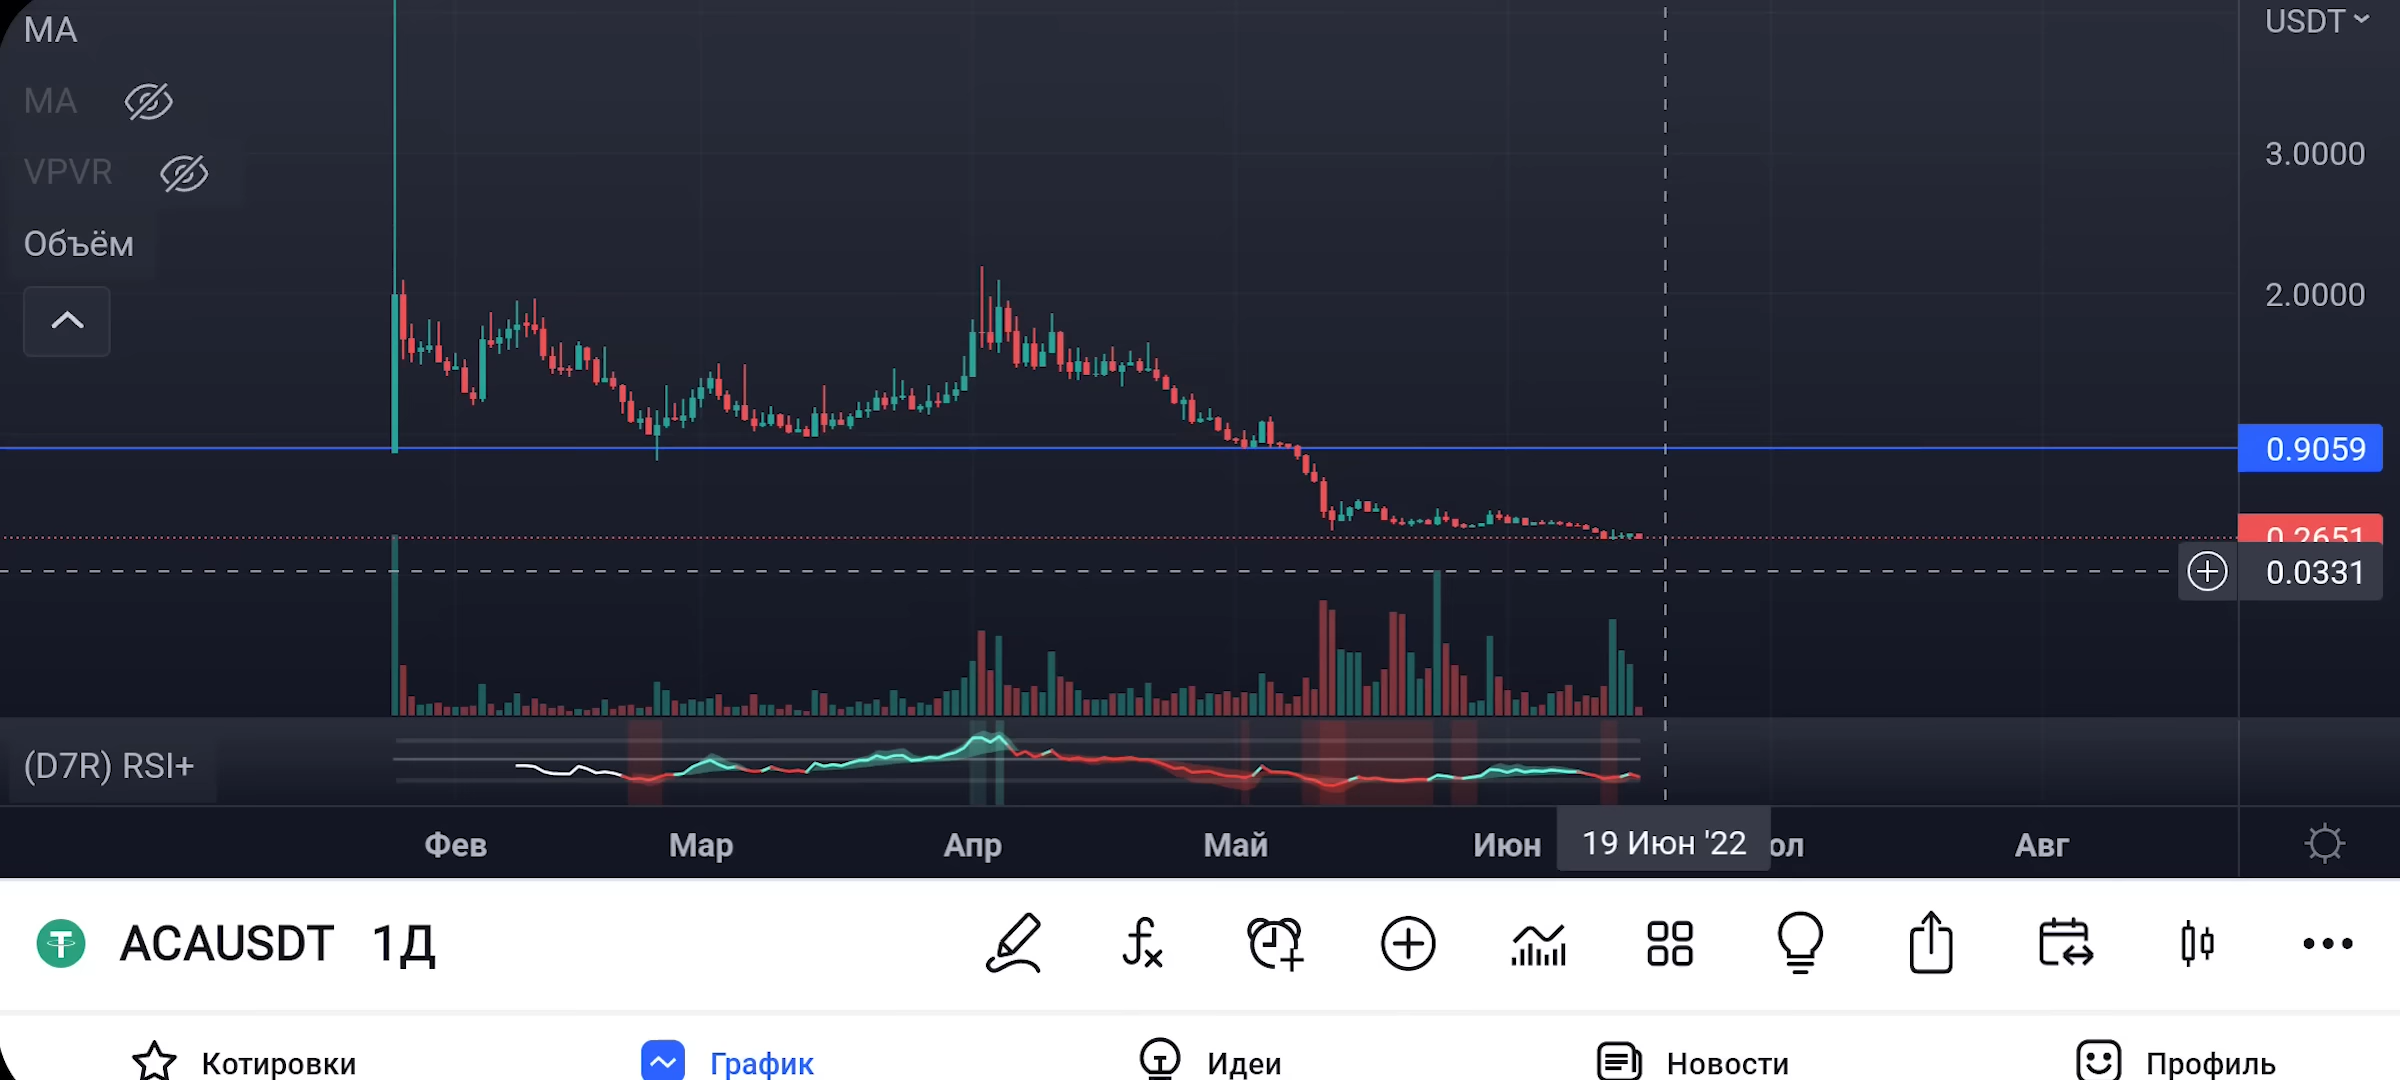 MA
USDT
MA
VPVR
3.0000
Объём
2.0000
0.9059
0.2651
0.0331
(D7R) RSI+
Фев Мар Апр Май Июн 19 Июн '22 ол Авг
ACAUSDT 1Д
Котировки График Идеи Новости Профиль